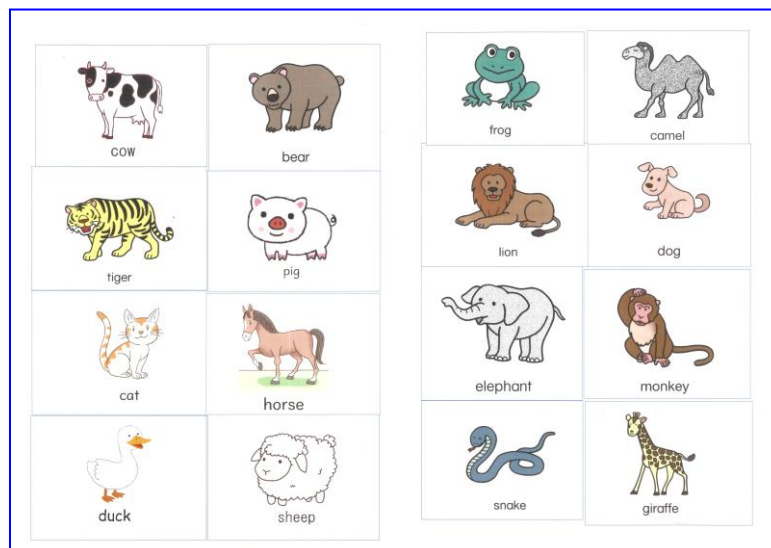 cow
bear
tiger
pig
cat
horse
duck
sheep
frog
camel
lion
dog
elephant
monkey
snake
giraffe